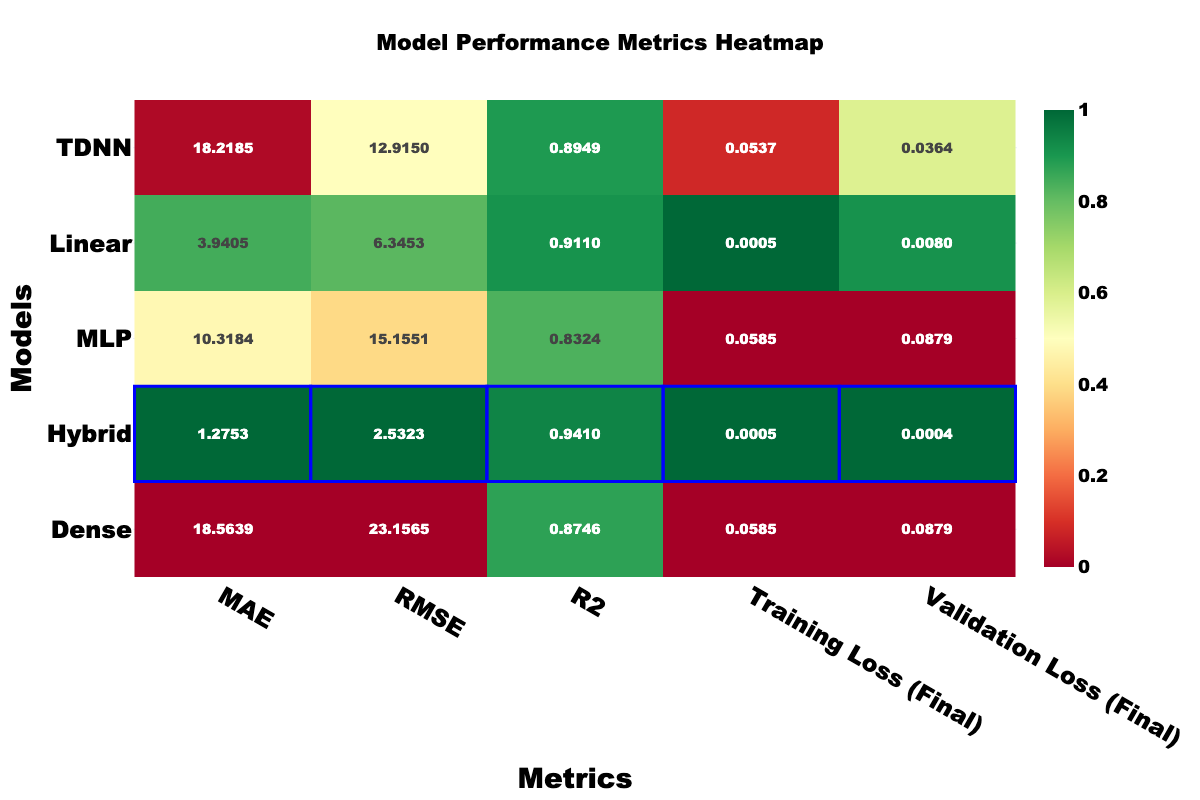 Model Performance Metrics Heatmap
TDNN 18.2185 12.9150 0.8949 0.0537 0.0364
Linear 3.9405 6.3453 0.9110 0.0005 0.0080
MLP 10.3184 15.1551 0.8324 0.0585 0.0879
Hybrid 1.2753 2.5323 0.9410 0.0005 0.0004
Dense 18.5639 23.1565 0.8746 0.0585 0.0879
Models
MAE RMSE R2 Training Loss (Final) Validation Loss (Final)
Metrics
1
0.8
0.6
0.4
0.2
0